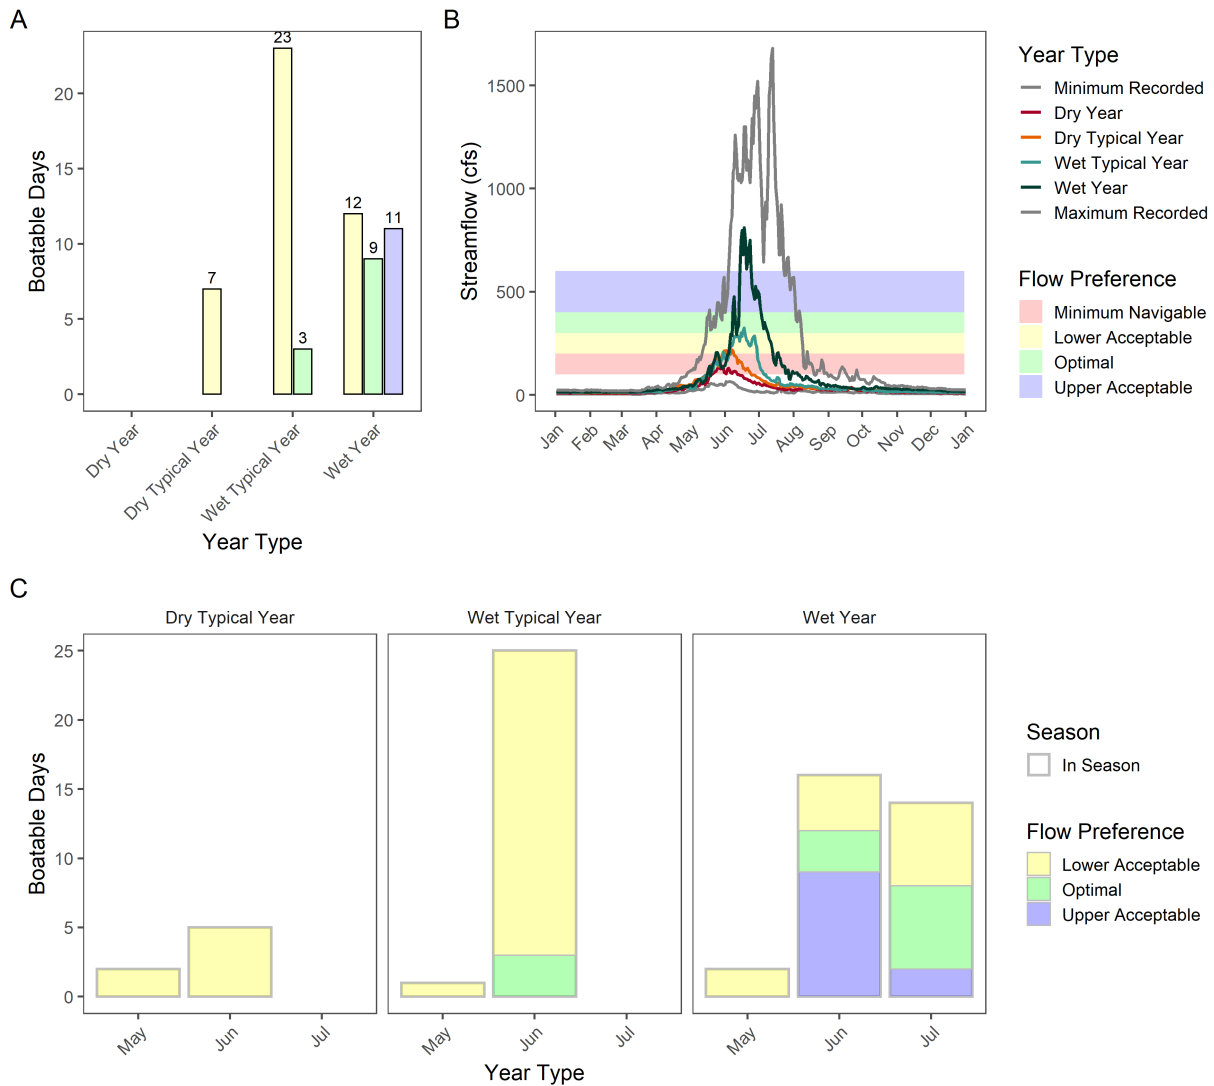 A
Boatable Days
20
15
10
5
0
7
23
3
12
9
11
Dry Year
Dry Typical Year
Wet Typical Year
Wet Year
Year Type
B
Streamflow (cfs)
1500
1000
500
0
Jan
Feb
Mar
Apr
May
Jun
Jul
Aug
Sep
Oct
Nov
Dec
Jan
Year Type
Minimum Recorded
Dry Year
Dry Typical Year
Wet Typical Year
Wet Year
Maximum Recorded
Flow Preference
Minimum Navigable
Lower Acceptable
Optimal
Upper Acceptable
C
Dry Typical Year
Wet Typical Year
Wet Year
Boatable Days
25
20
15
10
5
0
May
Jun
Jul
May
Jun
Jul
May
Jun
Jul
Year Type
Season
In Season
Flow Preference
Lower Acceptable
Optimal
Upper Acceptable